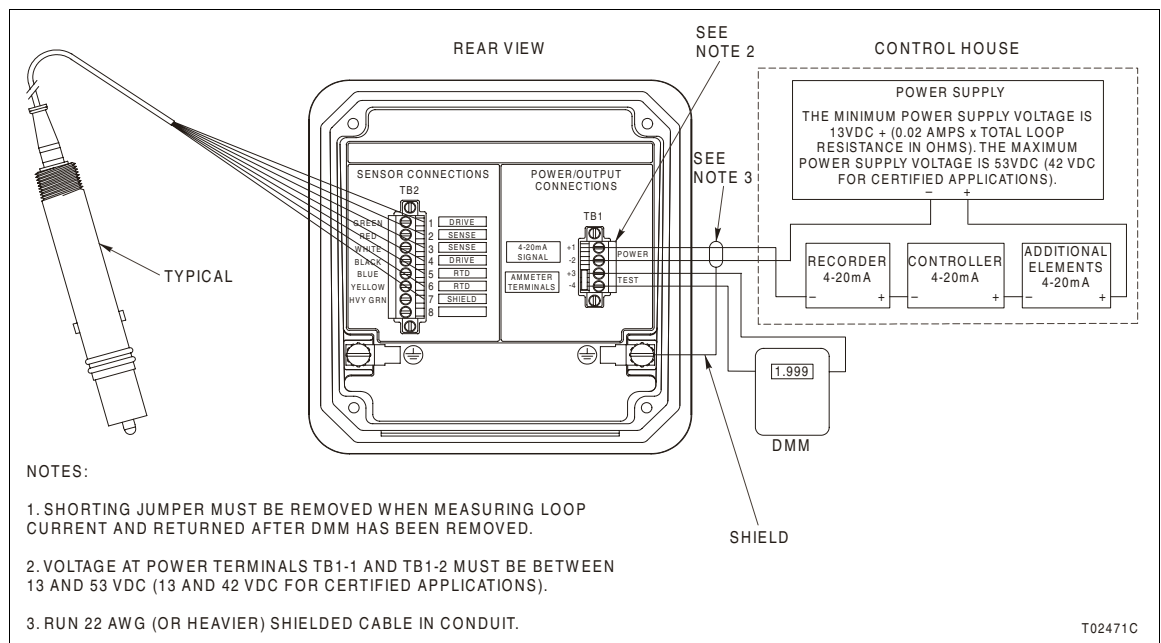 REAR VIEW
SEE
NOTE 2
CONTROL HOUSE
POWER SUPPLY
THE MINIMUM POWER SUPPLY VOLTAGE IS
13VDC + (0.02 AMPS x TOTAL LOOP
RESISTANCE IN OHMS). THE MAXIMUM
POWER SUPPLY VOLTAGE IS 53VDC (42 VDC
FOR CERTIFIED APPLICATIONS).
− +
SEE
NOTE 3
SENSOR CONNECTIONS
TB2
GREEN 1 DRIVE
RED 2 SENSE
WHITE 3 SENSE
BLACK 4 DRIVE
BLUE 5 RTD
YELLOW 6 RTD
HVY GRN 7 SHIELD
8
POWER/OUTPUT
CONNECTIONS
TB1
4-20mA
SIGNAL
+1
-2
POWER
AMMETER
TERMINALS
+3
-4
TEST
RECORDER
4-20mA
− +
CONTROLLER
4-20mA
− +
ADDITIONAL
ELEMENTS
4-20mA
− +
TYPICAL
1.999
DMM
SHIELD
NOTES:
1. SHORTING JUMPER MUST BE REMOVED WHEN MEASURING LOOP
CURRENT AND RETURNED AFTER DMM HAS BEEN REMOVED.
2. VOLTAGE AT POWER TERMINALS TB1-1 AND TB1-2 MUST BE BETWEEN
13 AND 53 VDC (13 AND 42 VDC FOR CERTIFIED APPLICATIONS).
3. RUN 22 AWG (OR HEAVIER) SHIELDED CABLE IN CONDUIT.
T02471C